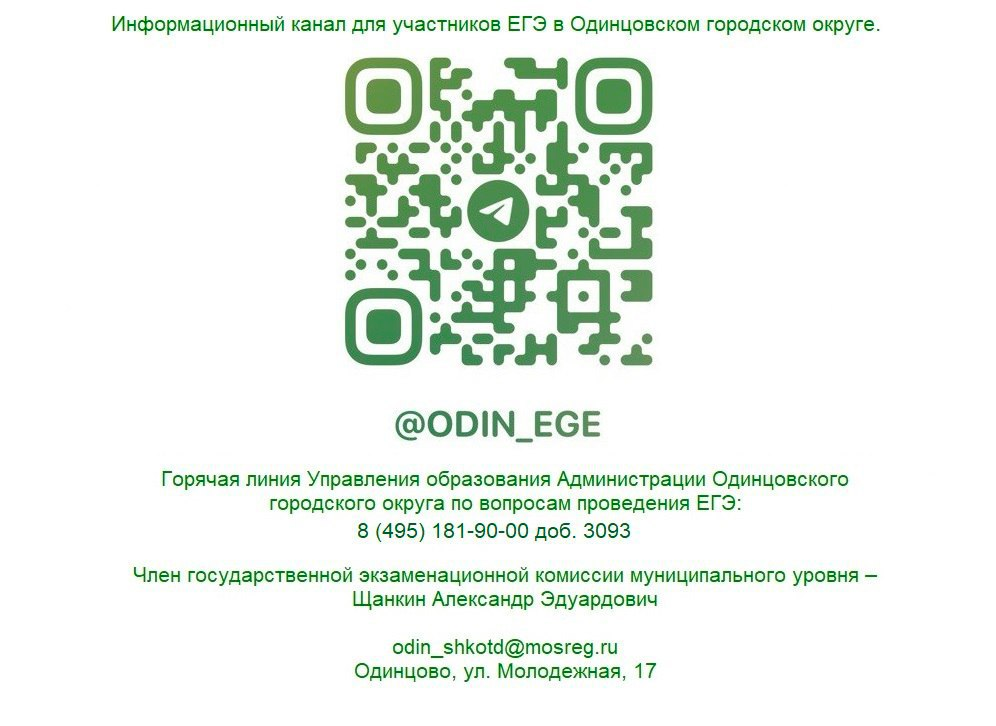 Информационный канал для участников ЕГЭ в Одинцовском городском округе.
@ODIN_EGE
Горячая линия Управления образования Администрации Одинцовского
городского округа по вопросам проведения ЕГЭ:
8 (495) 181-90-00 доб. 3093
Член государственной экзаменационной комиссии муниципального уровня –
Щанкин Александр Эдуардович
odin_shkotd@mosreg.ru
Одинцово, ул. Молодежная, 17